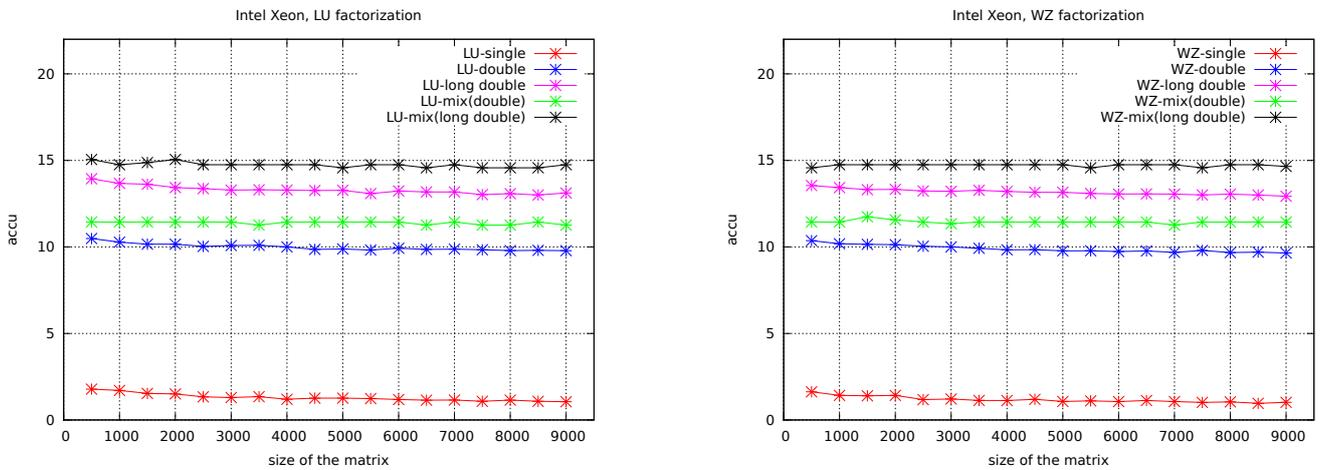 Intel Xeon, LU factorization
20
15
10
5
0
accu
LU-single
LU-double
LU-long double
LU-mix(double)
LU-mix(long double)
0 1000 2000 3000 4000 5000 6000 7000 8000 9000
size of the matrix
Intel Xeon, WZ factorization
20
15
10
5
0
accu
WZ-single
WZ-double
WZ-long double
WZ-mix(double)
WZ-mix(long double)
0 1000 2000 3000 4000 5000 6000 7000 8000 9000
size of the matrix